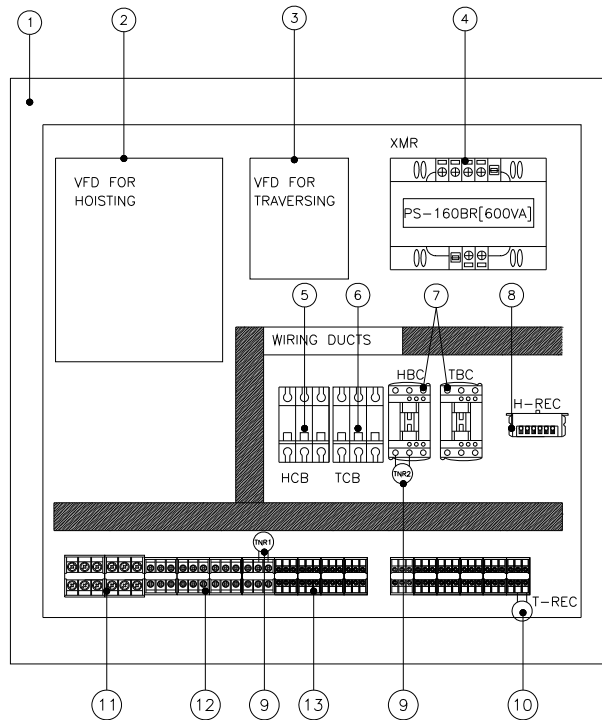 1
2
3
4
XMR
VFD FOR
HOISTING
VFD FOR
TRAVERSING
PS-160BR[600VA]
5
6
7
8
WIRING DUCTS
HBC
TBC
H-REC
HCB
TCB
TNR2
TNR1
T-REC
11
12
9
13
9
10